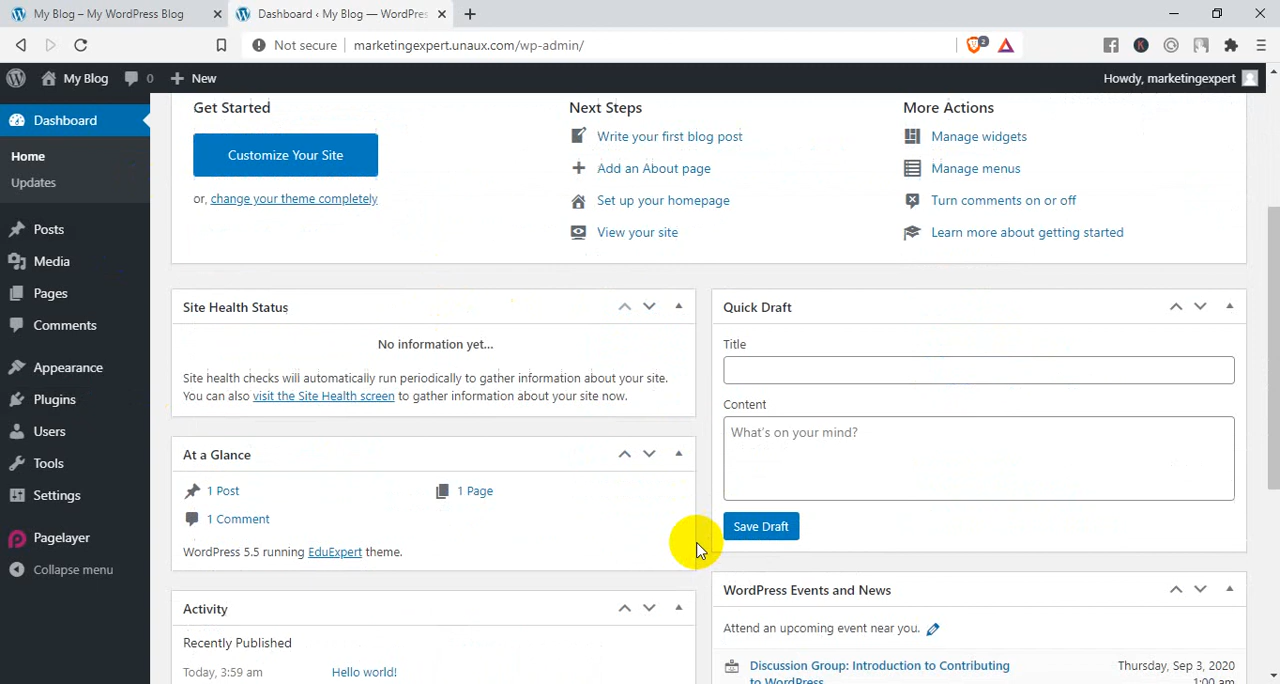 My Blog – My WordPress Blog
Dashboard ‹ My Blog — WordPres
Not secure
marketingexpert.unaux.com/wp-admin/
2
My Blog
0
New
Howdy, marketingexpert
Dashboard
Home
Updates
Posts
Media
Pages
Comments
Appearance
Plugins
Users
Tools
Settings
Pagelayer
Collapse menu
Get Started
Customize Your Site
or, change your theme completely
Next Steps
Write your first blog post
Add an About page
Set up your homepage
View your site
More Actions
Manage widgets
Manage menus
Turn comments on or off
Learn more about getting started
Site Health Status
No information yet...
Site health checks will automatically run periodically to gather information about your site.
You can also visit the Site Health screen to gather information about your site now.
At a Glance
1 Post
1 Page
1 Comment
WordPress 5.5 running EduExpert theme.
Activity
Recently Published
Today, 3:59 am
Hello world!
Quick Draft
Title
Content
What's on your mind?
Save Draft
WordPress Events and News
Attend an upcoming event near you.
Discussion Group: Introduction to Contributing
to WordPress
Thursday, Sep 3, 2020
1:00 am